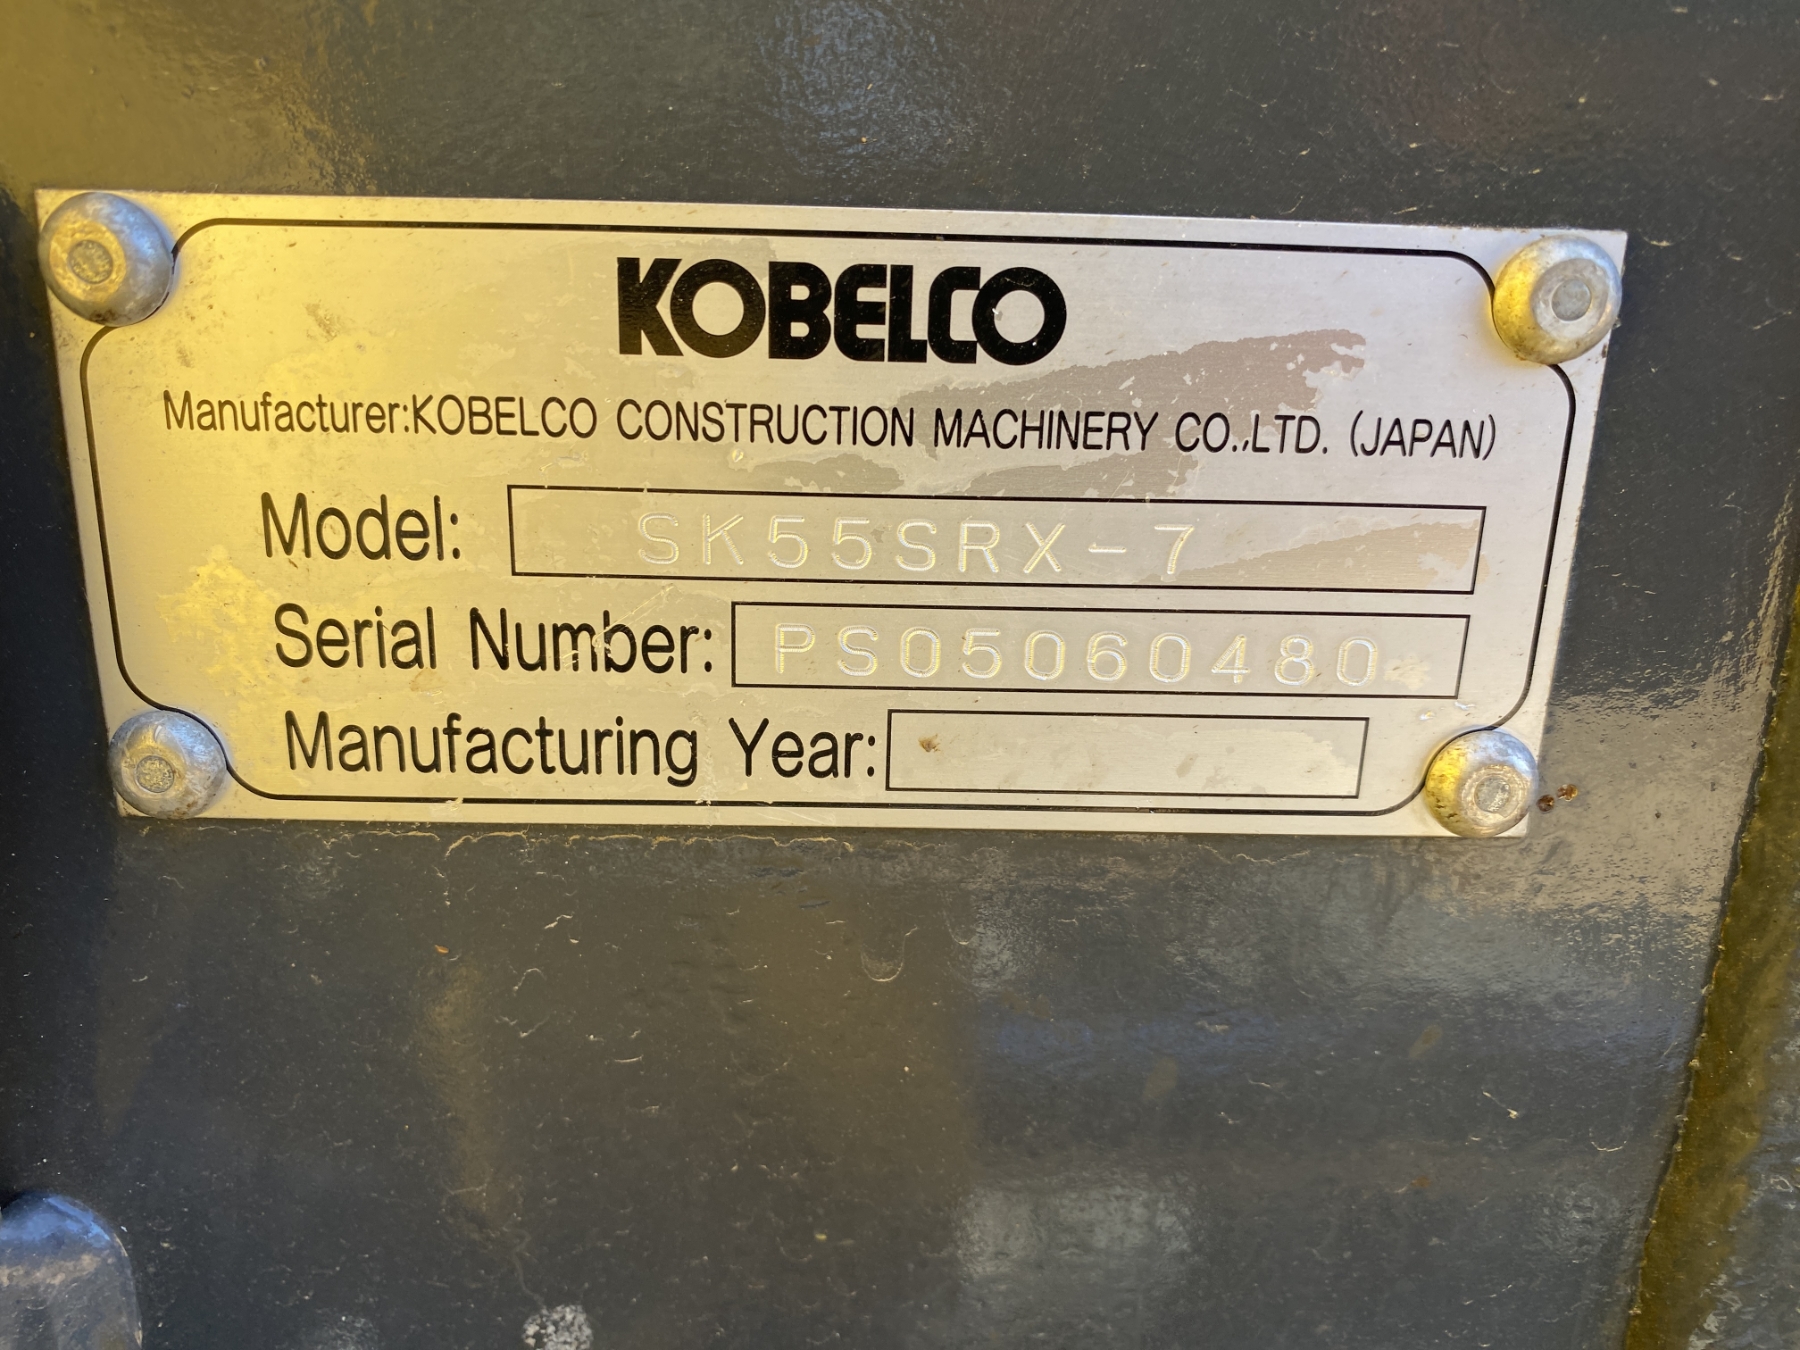 KOBELCO
Manufacturer:KOBELCO CONSTRUCTION MACHINERY CO.,LTD. (JAPAN)
Model: SK55SRX-7
Serial Number: PS05060480
Manufacturing Year: